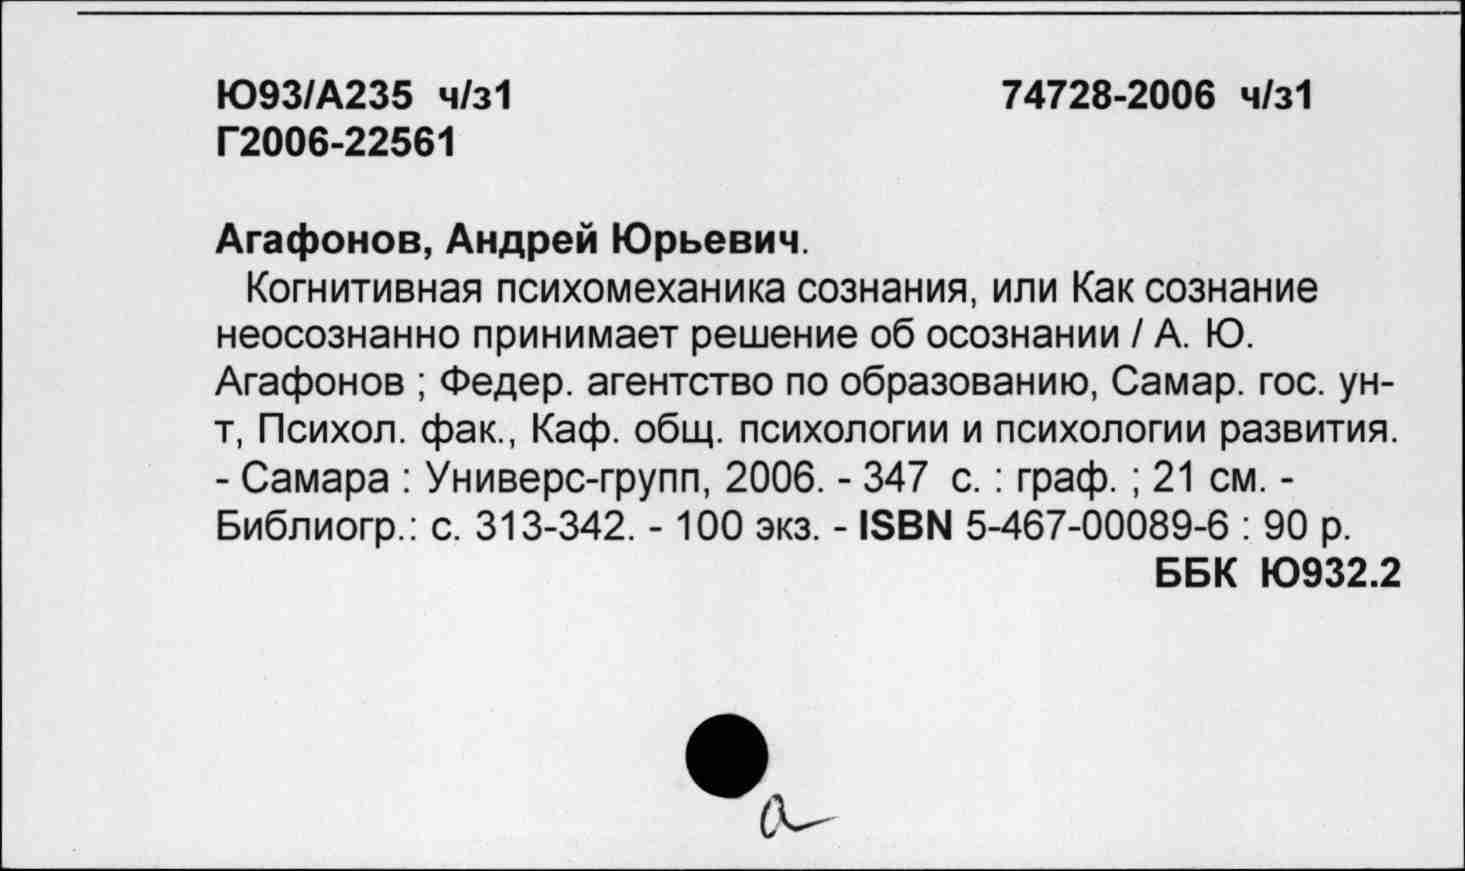 Ю93/А235 ч/з1 74728-2006 ч/з1
Г2006-22561
Агафонов, Андрей Юрьевич.
Когнитивная психомеханика сознания, или Как сознание
неосознанно принимает решение об осознании / А. Ю.
Агафонов ; Федер. агентство по образованию, Самар. гос. ун-
т, Психол. фак., Каф. общ. психологии и психологии развития.
- Самара : Универс-групп, 2006. - 347 с. : граф. ; 21 см. -
Библиогр.: с. 313-342. - 100 экз. - ISBN 5-467-00089-6 : 90 р.
ББК Ю932.2
а